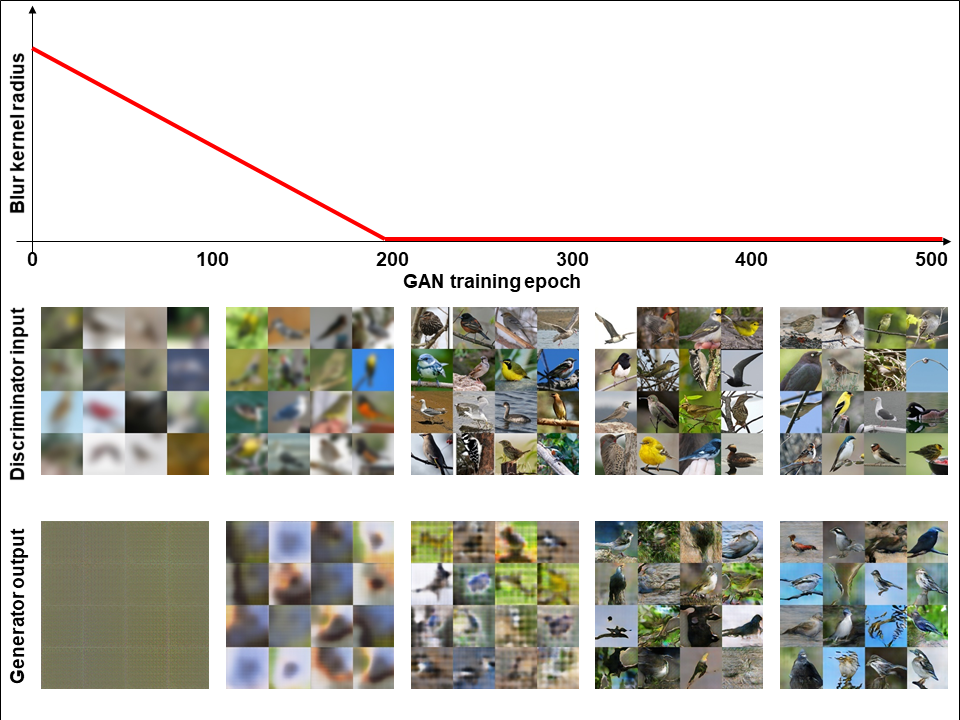 Blur kernel radius
0 100 200 300 400 500
GAN training epoch
Discriminator input
Generator output